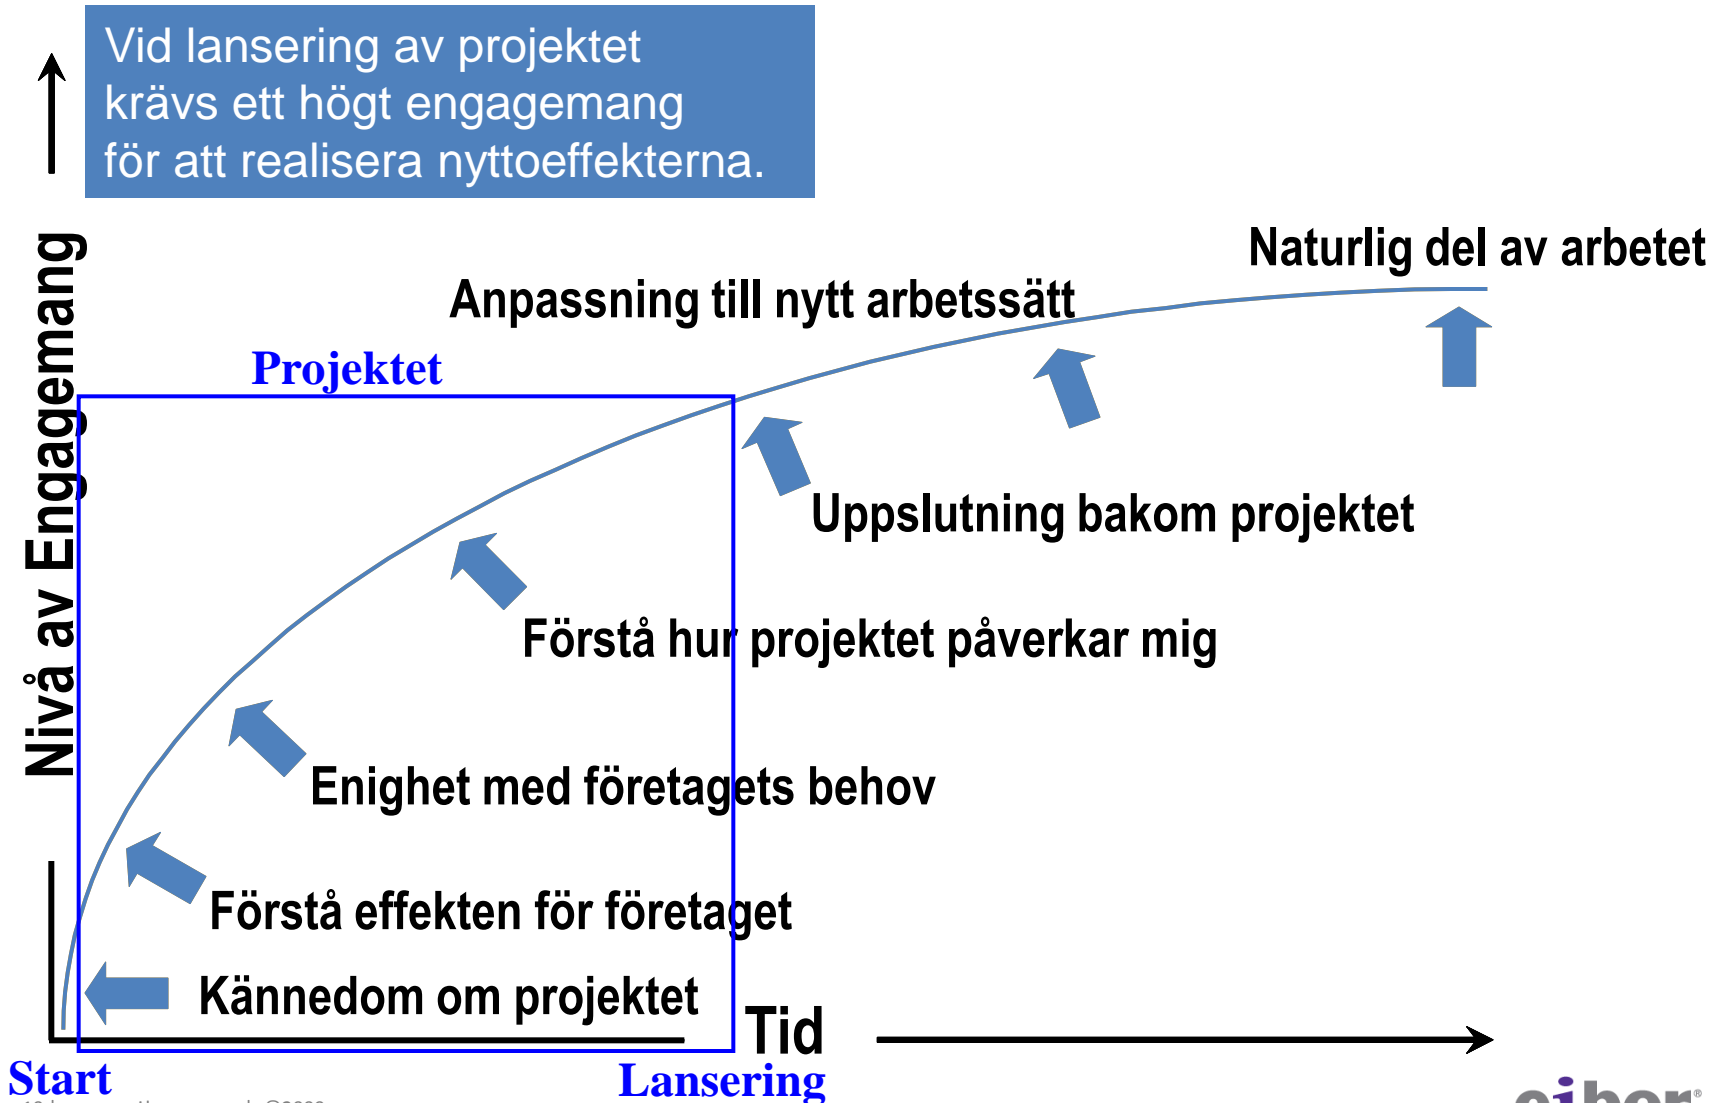 Vid lansering av projektet
krävs ett högt engagemang
för att realisera nyttoeffekterna.
Nivå av Engagemang
Naturlig del av arbetet
Anpassning till nytt arbetssätt
Projektet
Uppslutning bakom projektet
Förstå hur projektet påverkar mig
Enighet med företagets behov
Förstå effekten för företaget
Kännedom om projektet
Tid
Start
Lansering